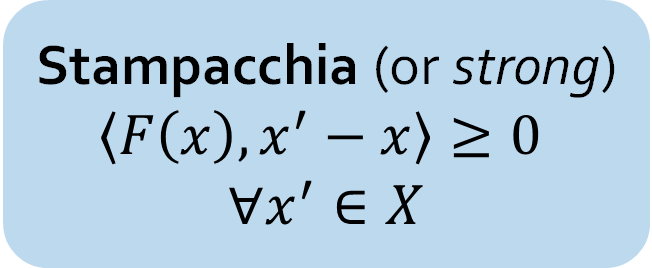 Stampacchia (or strong)
⟨F(x), x′ − x⟩ ≥ 0
∀x′ ∈ X